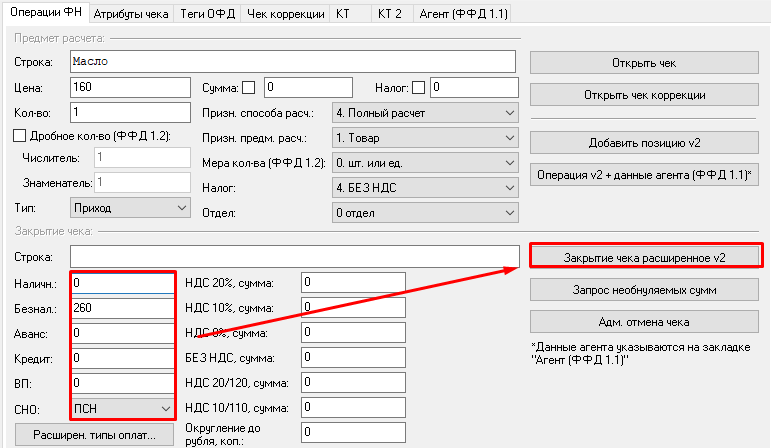 Операции ФН Атрибуты чека Теги ОФД Чек коррекции КТ КТ 2 Агент (ФФД 1.1)
Предмет расчета:
Строка: Масло
Открыть чек
Цена: 160 Сумма: 0 Налог: 0
Открыть чек коррекции
Кол-во: 1 Призн. способа расч.: 4. Полный расчет
Дробное кол-во (ФФД 1.2): Призн. предм. расч.: 1. Товар
Добавить позицию v2
Числитель: 1 Мера кол-ва (ФФД 1.2): 0. шт. или ед.
Операция v2 + данные агента (ФФД 1.1)*
Знаменатель: 1 Налог: 4. БЕЗ НДС
Тип: Приход Отдел: 0 отдел
Закрытие чека:
Строка:
Закрытие чека расширенное v2
Наличн.: 0 НДС 20%, сумма: 0
Запрос необнуляемых сумм
Безнал.: 260 НДС 10%, сумма: 0
Адм. отмена чека
Аванс: 0 НДС 0%, сумма: 0
*Данные агента указываются на закладке
"Агент (ФФД 1.1)"
Кредит: 0 БЕЗ НДС, сумма: 0
ВП: 0 НДС 20/120, сумма: 0
СНО: ПСН НДС 10/110, сумма: 0
Расширен. типы оплат... Округление до
рубля, коп.: 0